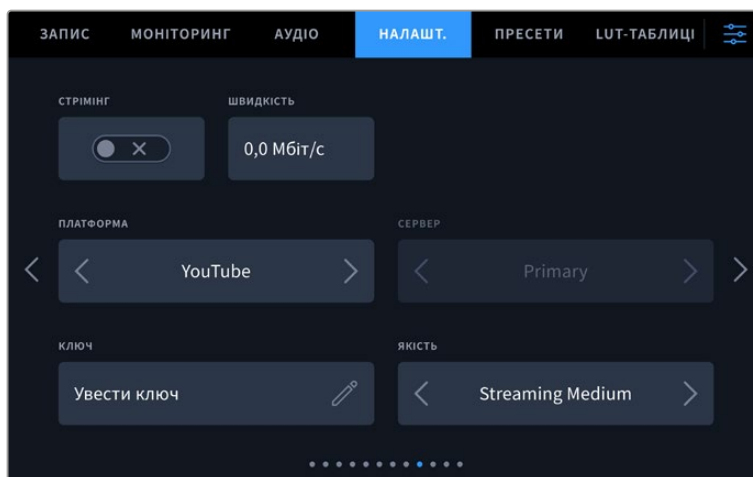 ЗАПИС МОНІТОРИНГ АУДІО НАЛАШТ. ПРЕСЕТИ LUT-ТАБЛИЦІ
СТРІМІНГ ШВИДКІСТЬ
0,0 Мбіт/с
ПЛАТФОРМА СЕРВЕР
YouTube Primary
КЛЮЧ ЯКІСТЬ
Увести ключ Streaming Medium